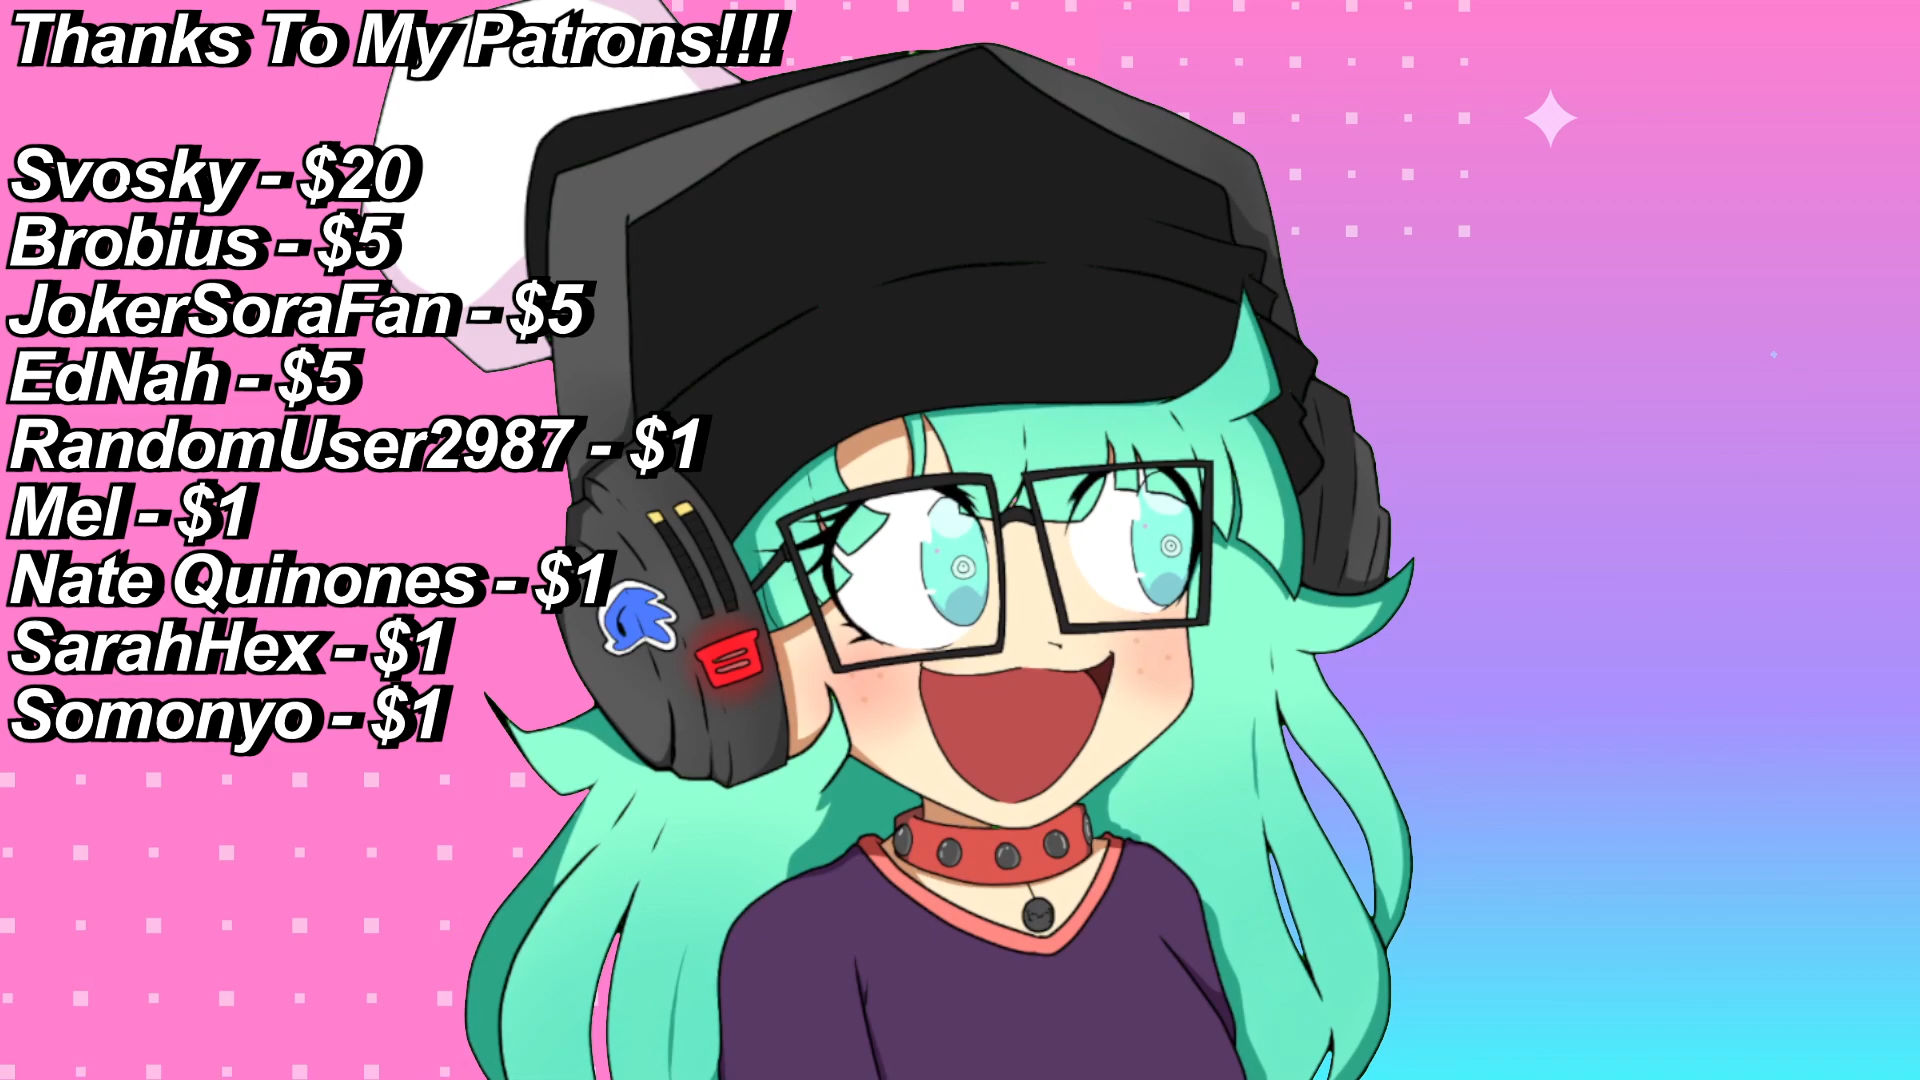 Thanks To My Patrons!!!
Svosky - $20
Brobius - $5
JokerSoraFan - $5
EdNah - $5
RandomUser2987 - $1
Mel - $1
Nate Quinones - $1
SarahHex - $1
Somonyo - $1